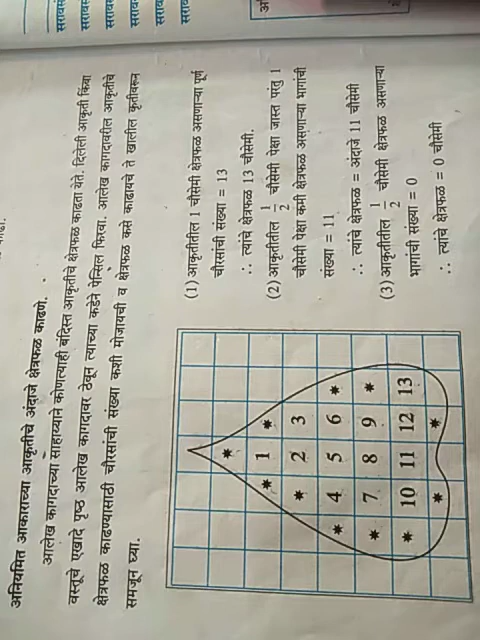 अनियमित आकाराच्या आकृतीचे अंदाजे क्षेत्रफळ काढणे.
आलेख कागदाच्या साहाय्याने कोणत्याही बंदिस्त आकृतीचे क्षेत्रफळ काढता येते. दिलेली आकृती किंवा
वस्तूचे एखादे पृष्ठ आलेख कागदावर ठेवून त्याच्या कडेने पेन्सिल फिरवा. आलेख कागदावरील आकृतीचे
क्षेत्रफळ काढण्यासाठी चौरसांची संख्या कशी मोजायची व क्षेत्रफळ कसे काढायचे ते खालील कृतीवरून
समजून घ्या.
1
2 3
4 5 6
7 8 9
10 11 12 13
(1) आकृतीतील 1 चौसेमी क्षेत्रफळ असणाऱ्या पूर्ण
चौरसांची संख्या = 13
∴ त्यांचे क्षेत्रफळ 13 चौसेमी.
(2) आकृतीतील 1/2 चौसेमी पेक्षा जास्त परंतु 1
चौसेमी पेक्षा कमी क्षेत्रफळ असणाऱ्या भागांची
संख्या = 11
∴ त्यांचे क्षेत्रफळ = अंदाजे 11 चौसेमी
(3) आकृतीतील 1/2 चौसेमी क्षेत्रफळ असणाऱ्या
भागांची संख्या = 0
∴ त्यांचे क्षेत्रफळ = 0 चौसेमी